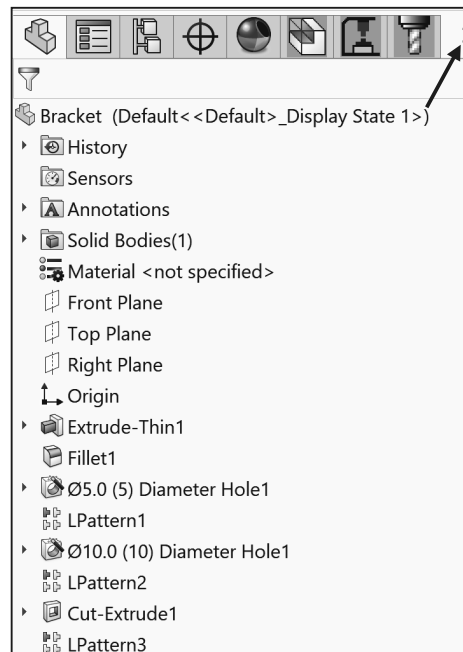 Bracket (Default<<Default>_Display State 1>)
History
Sensors
Annotations
Solid Bodies(1)
Material <not specified>
Front Plane
Top Plane
Right Plane
Origin
Extrude-Thin1
Fillet1
Ø5.0 (5) Diameter Hole1
LPattern1
Ø10.0 (10) Diameter Hole1
LPattern2
Cut-Extrude1
LPattern3